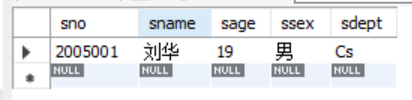 sno sname sage ssex sdept
2005001 刘华 19 男 Cs
NULL NULL NULL NULL NULL